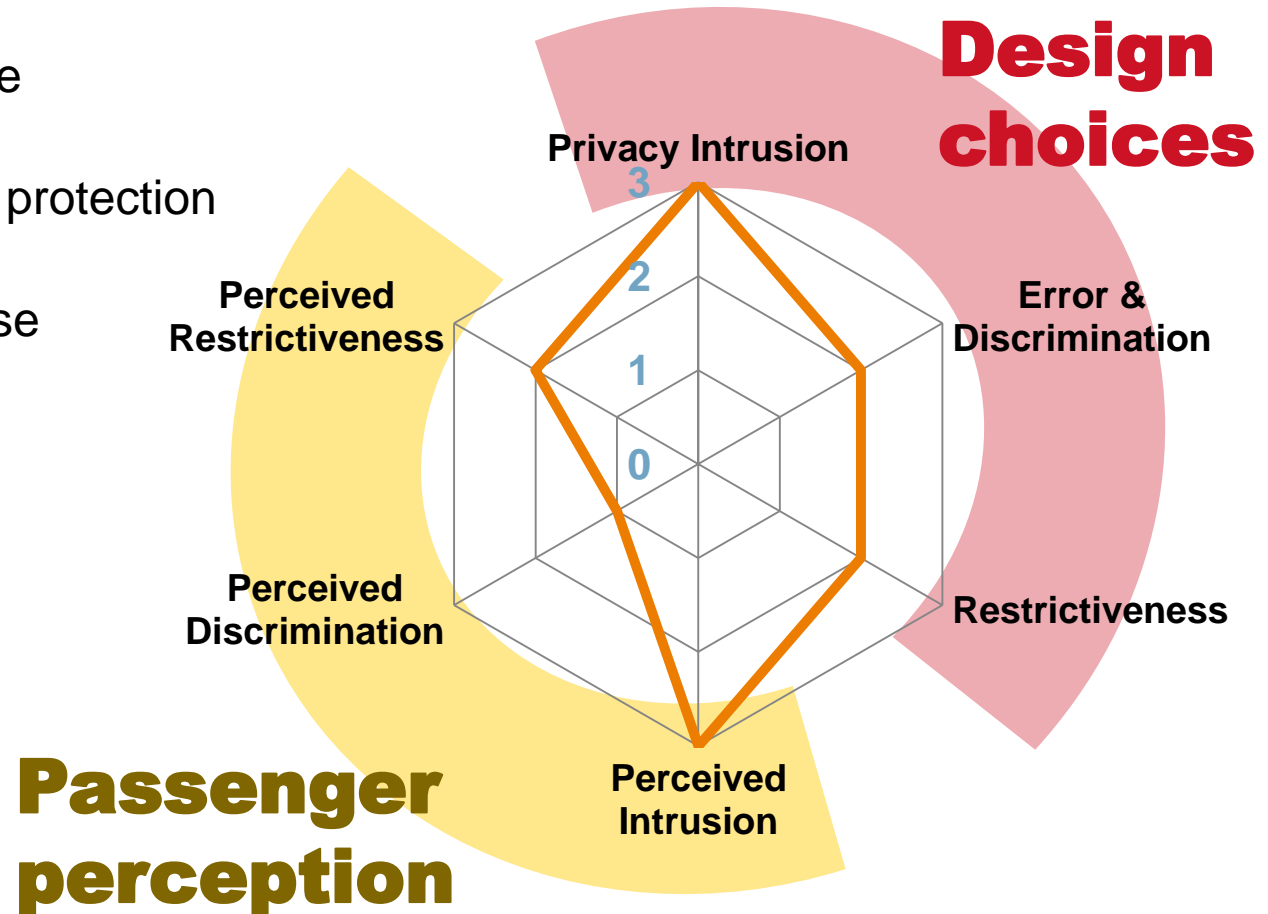 e
protection
se
Design
choices
Privacy Intrusion
3
2
1
0
Perceived
Restrictiveness
Error &
Discrimination
Perceived
Discrimination
Restrictiveness
Perceived
Intrusion
Passenger
perception